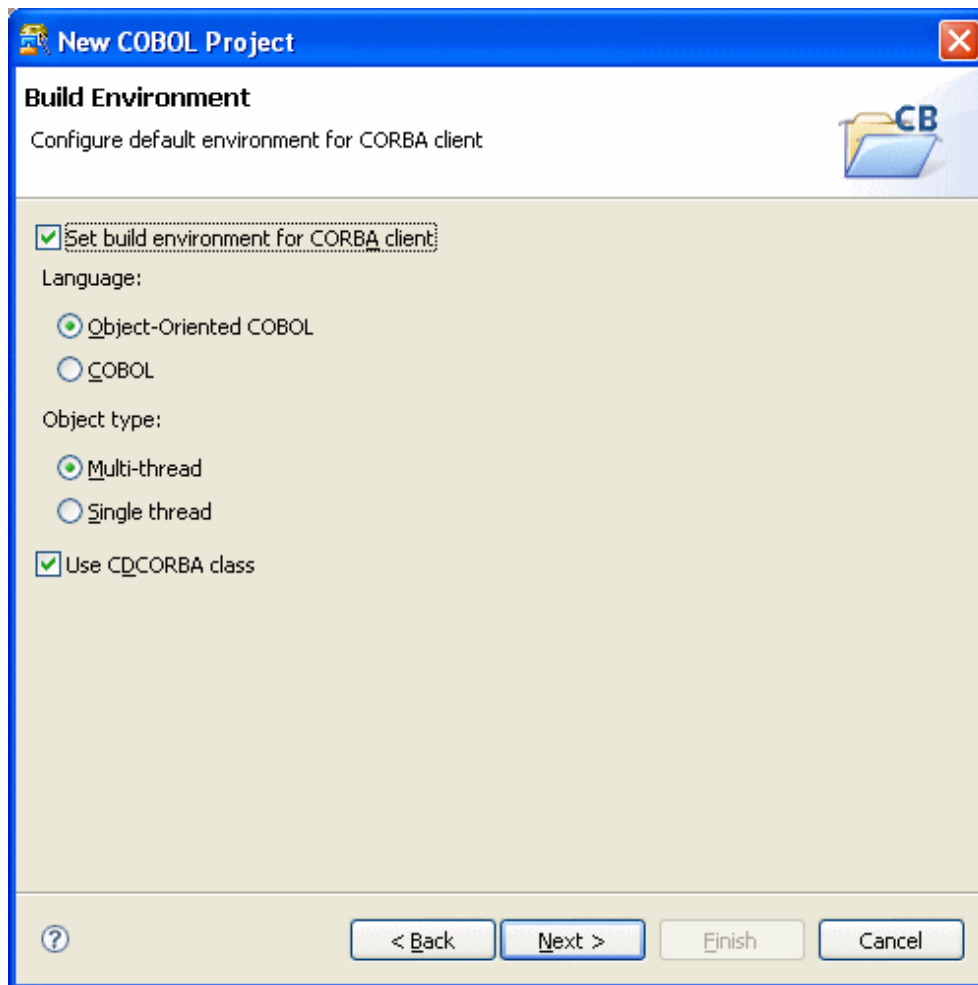 New COBOL Project
Build Environment
Configure default environment for CORBA client
CB
Set build environment for CORBA client
Language:
Object-Oriented COBOL
COBOL
Object type:
Multi-thread
Single thread
Use CDCORBA class
< Back Next > Finish Cancel